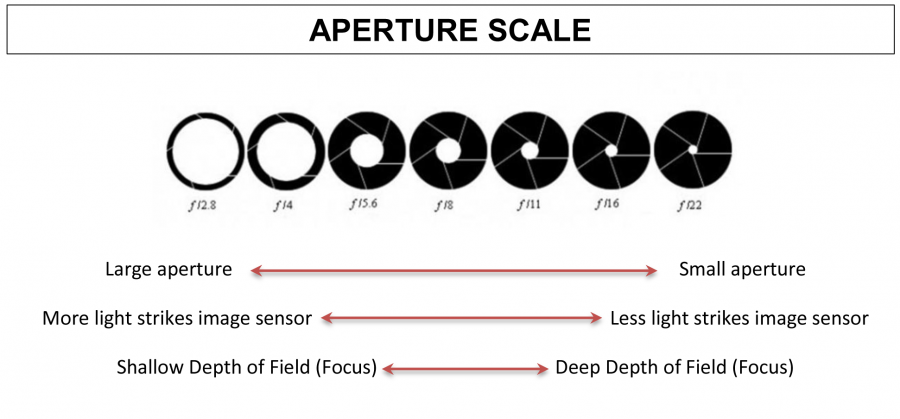 APERTURE SCALE
f/2.8 f/4 f/5.6 f/8 f/11 f/16 f/22
Large aperture Small aperture
More light strikes image sensor Less light strikes image sensor
Shallow Depth of Field (Focus) Deep Depth of Field (Focus)